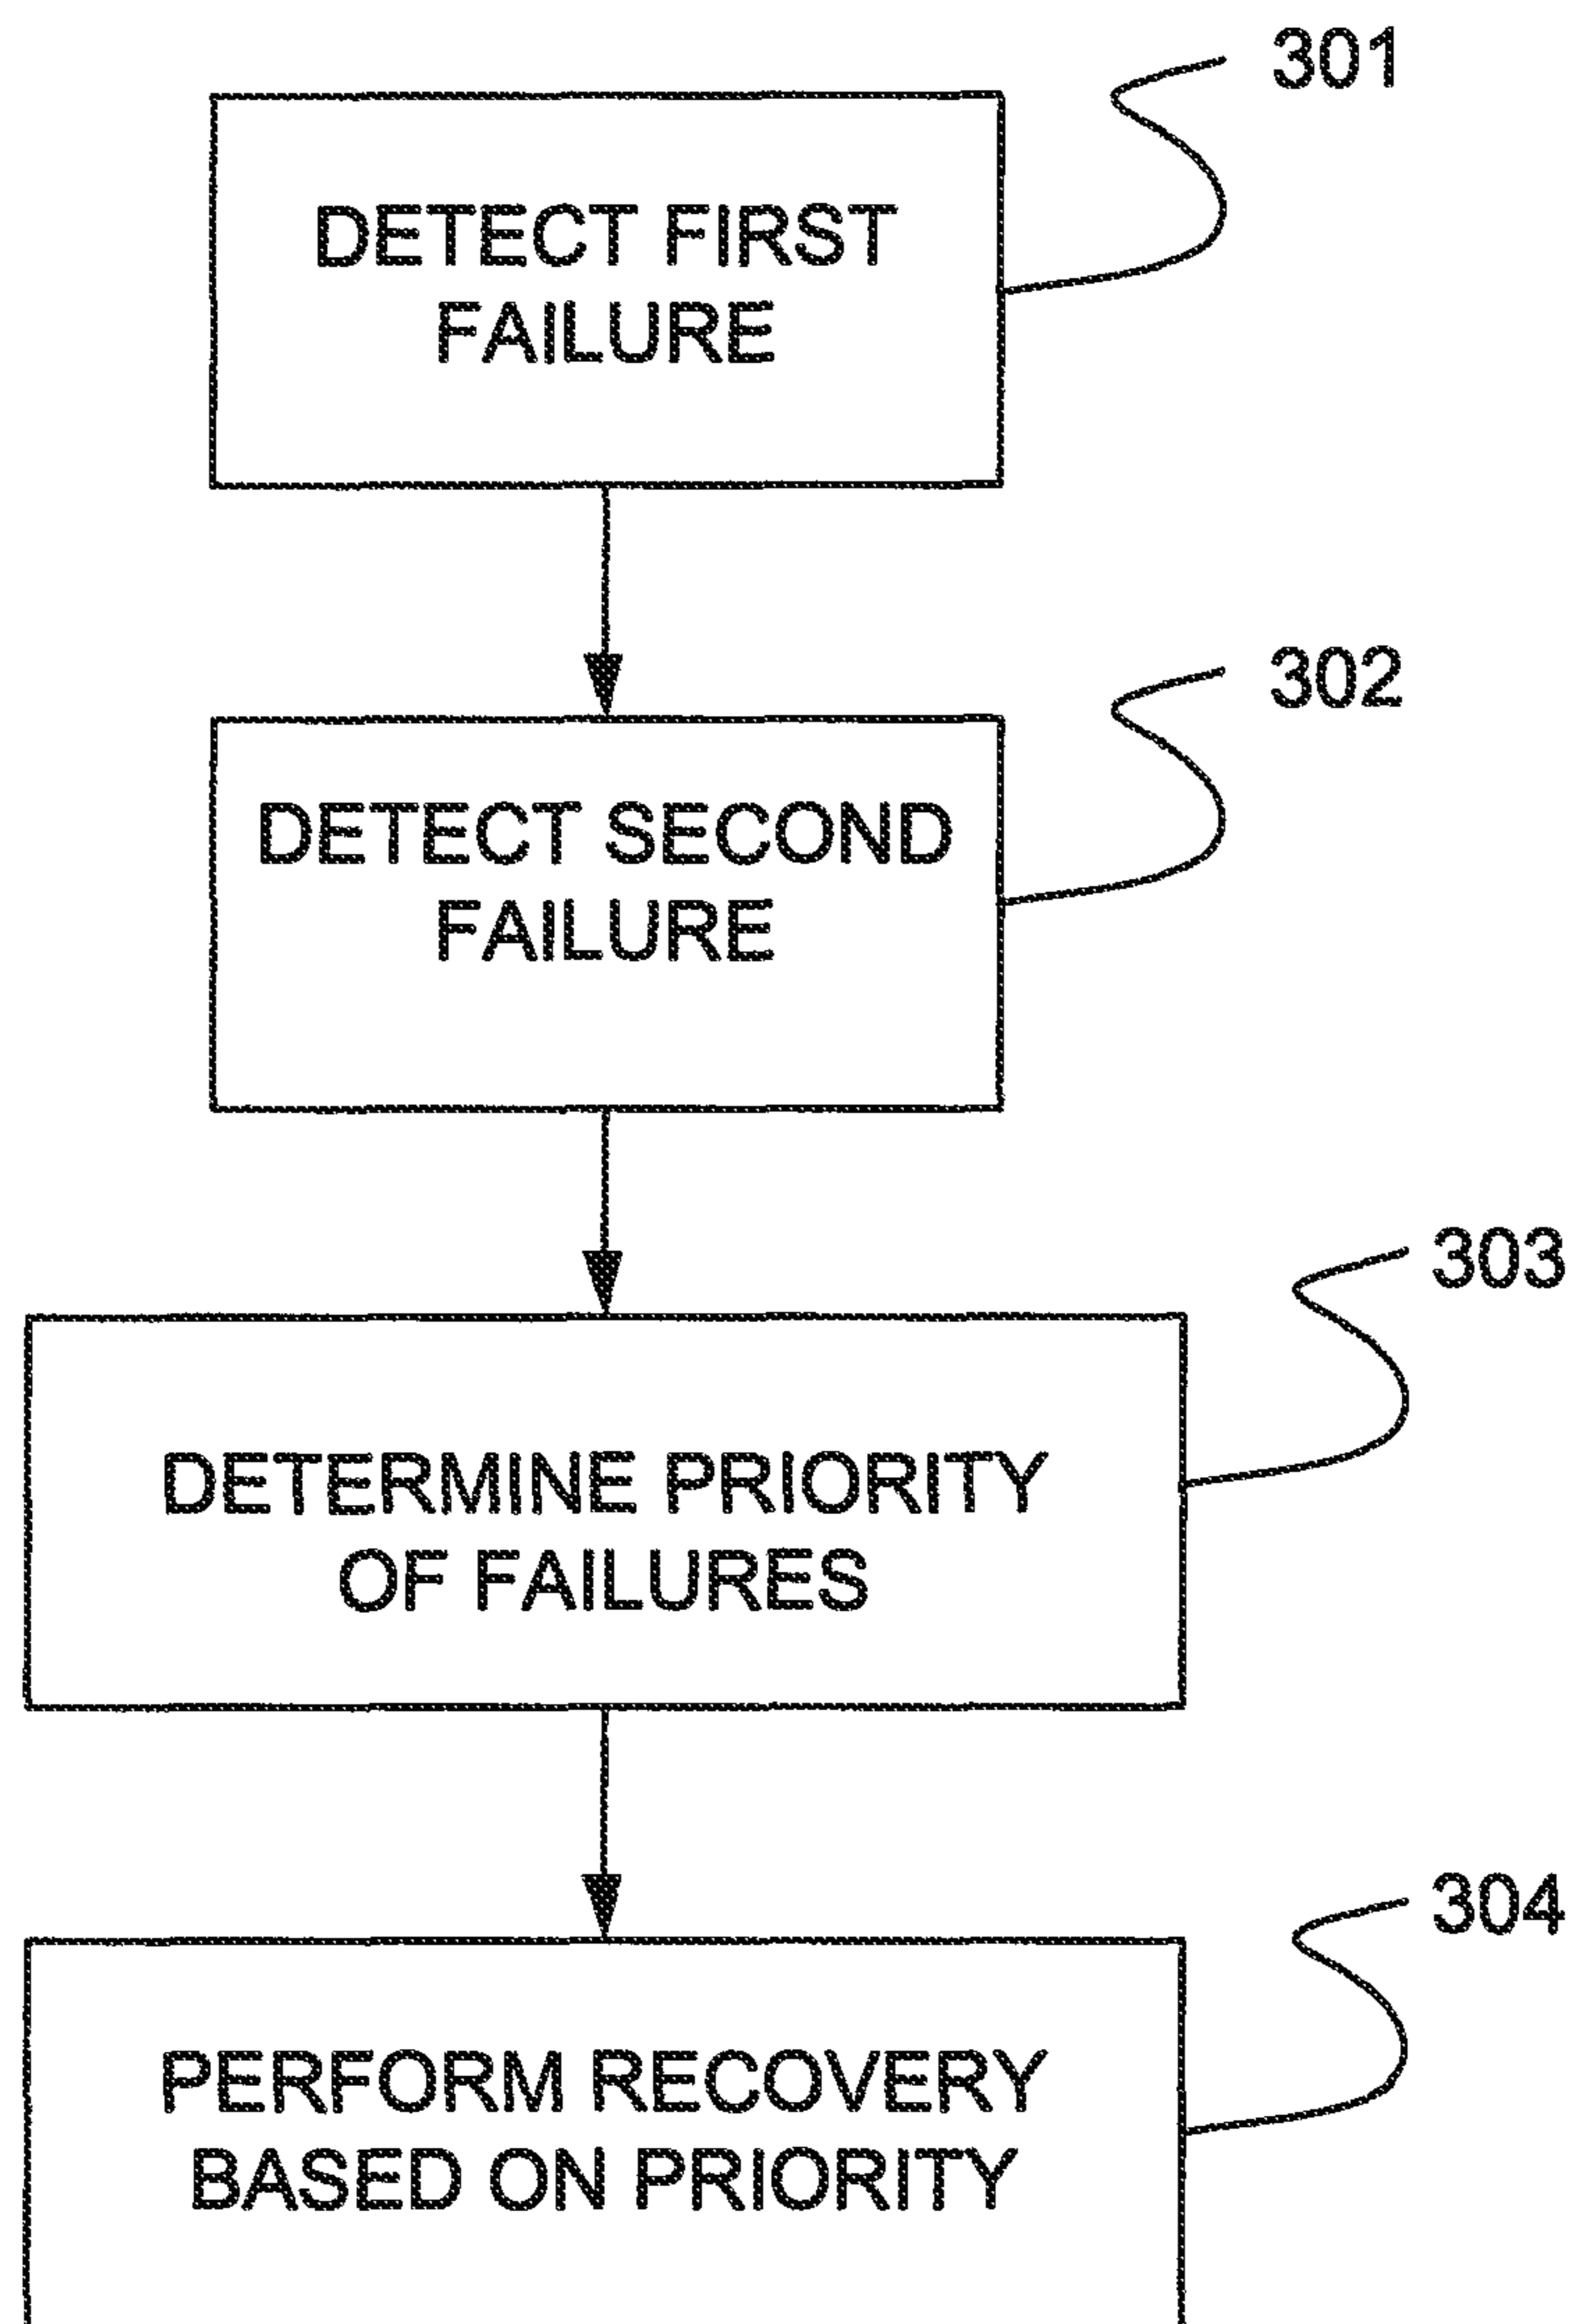 301
DETECT FIRST
FAILURE
302
DETECT SECOND
FAILURE
303
DETERMINE PRIORITY
OF FAILURES
304
PERFORM RECOVERY
BASED ON PRIORITY